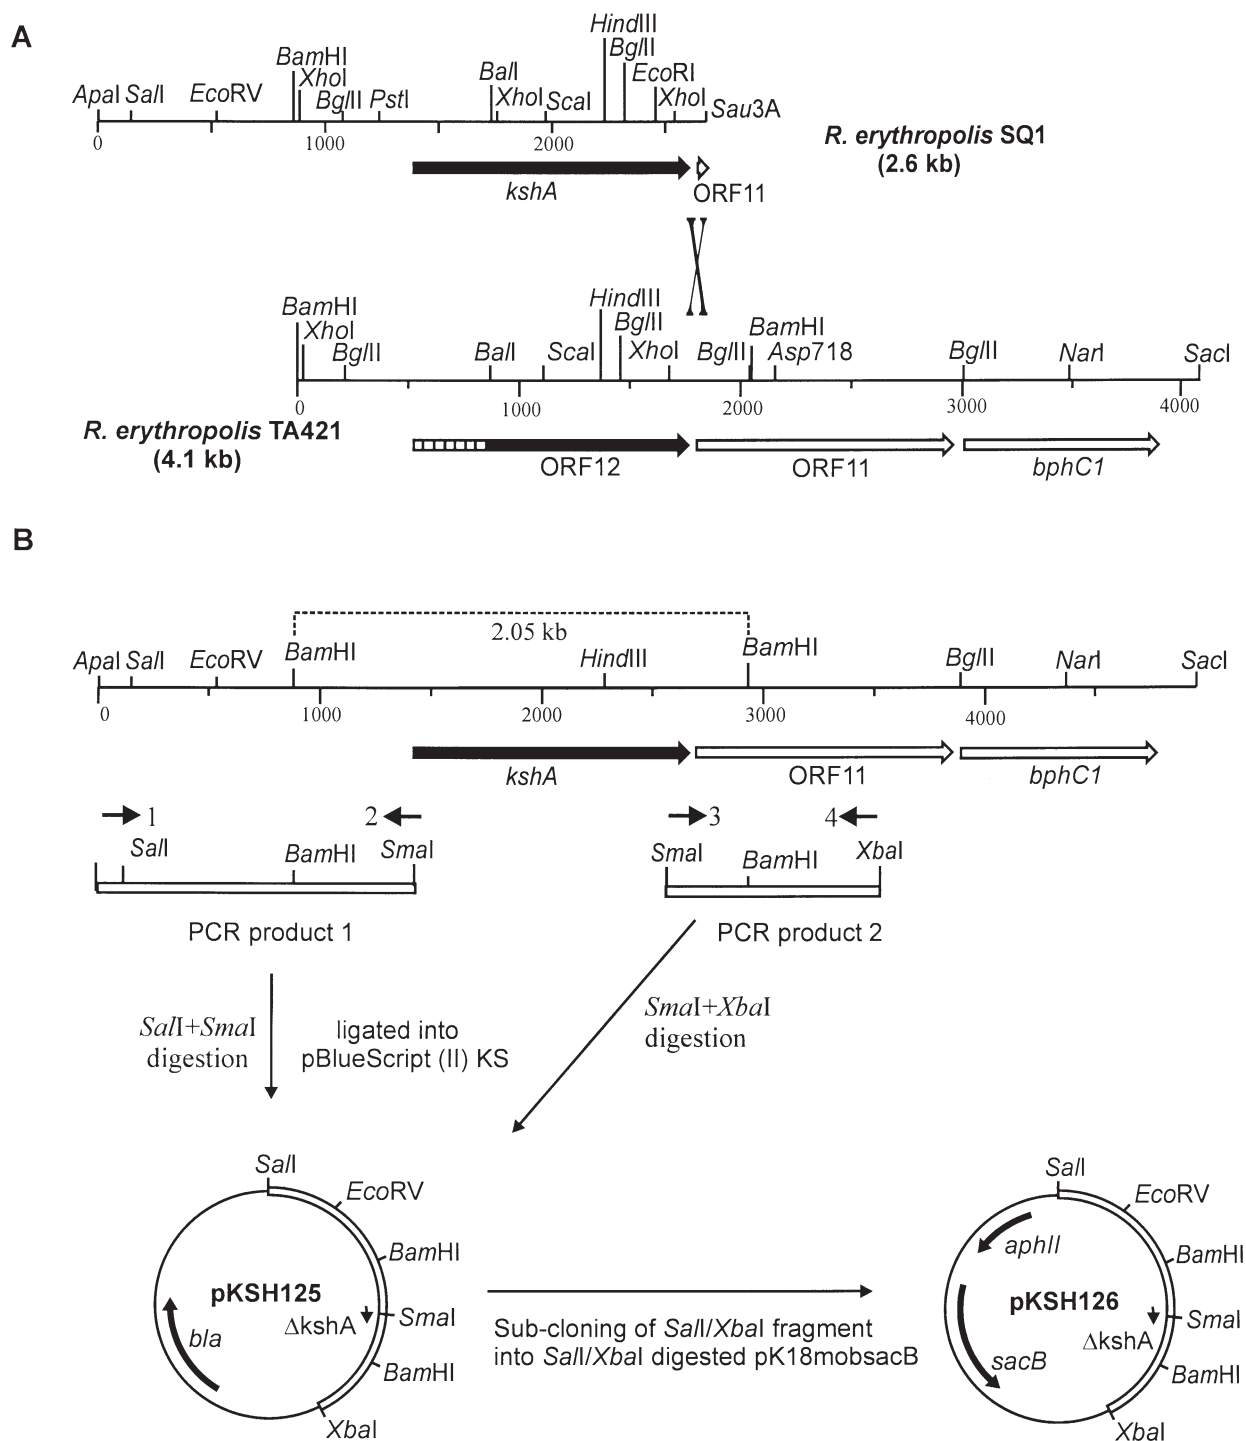 A
HindIII
BglII
BamHI
XhoI
BalI
EcoRI
ApaI SalI EcoRV BglII PstI XhoI ScaI XhoI Sau3A
0 1000 2000
R. erythropolis SQ1
(2.6 kb)
kshA
ORF11
HindIII
BamHI
BglII
BamHI
XhoI
BglII BalI ScaI XhoI BglII Asp718 BglII NarI SacI
0 1000 2000 3000 4000
R. erythropolis TA421
(4.1 kb)
ORF12 ORF11 bphC1
B
2.05 kb
ApaI SalI EcoRV BamHI HindIII BamHI BglII NarI SacI
0 1000 2000 3000 4000
kshA ORF11 bphC1
1 2 3 4
SalI BamHI SmaI SmaI BamHI XbaI
PCR product 1 PCR product 2
SalI+SmaI
digestion
ligated into
pBlueScript (II) KS
SmaI+XbaI
digestion
SalI
EcoRV
BamHI
pKSH125
SmaI
ΔkshA
bla
BamHI
XbaI
Sub-cloning of SalI/XbaI fragment
into SalI/XbaI digested pK18mobsacB
SalI
EcoRV
aphII
BamHI
pKSH126
SmaI
ΔkshA
sacB
BamHI
XbaI